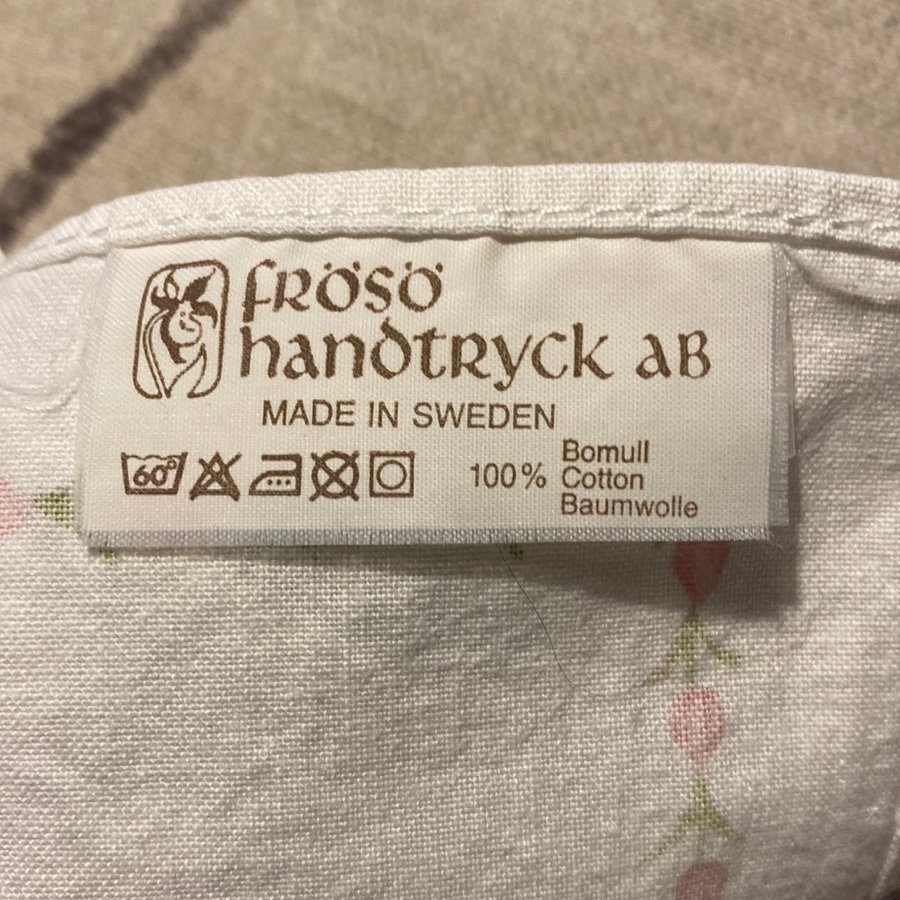 frösö
handtryck AB
MADE IN SWEDEN
60°
100% Bomull
Cotton
Baumwolle